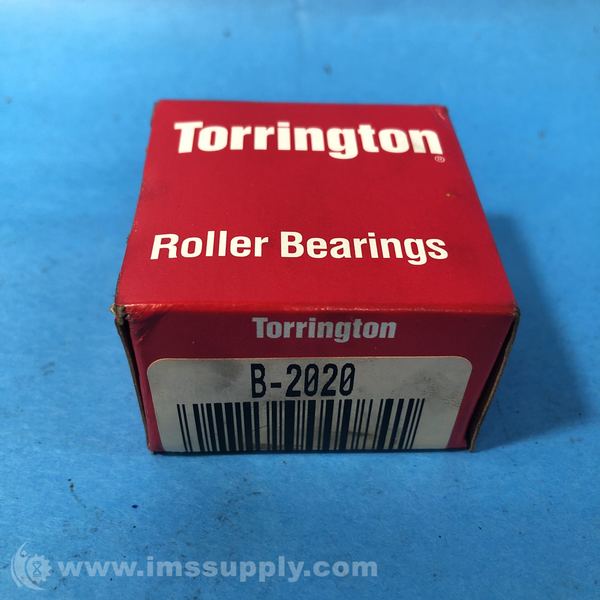 Torrington®
Roller Bearings
Torrington
B-2020
www.imssupply.com